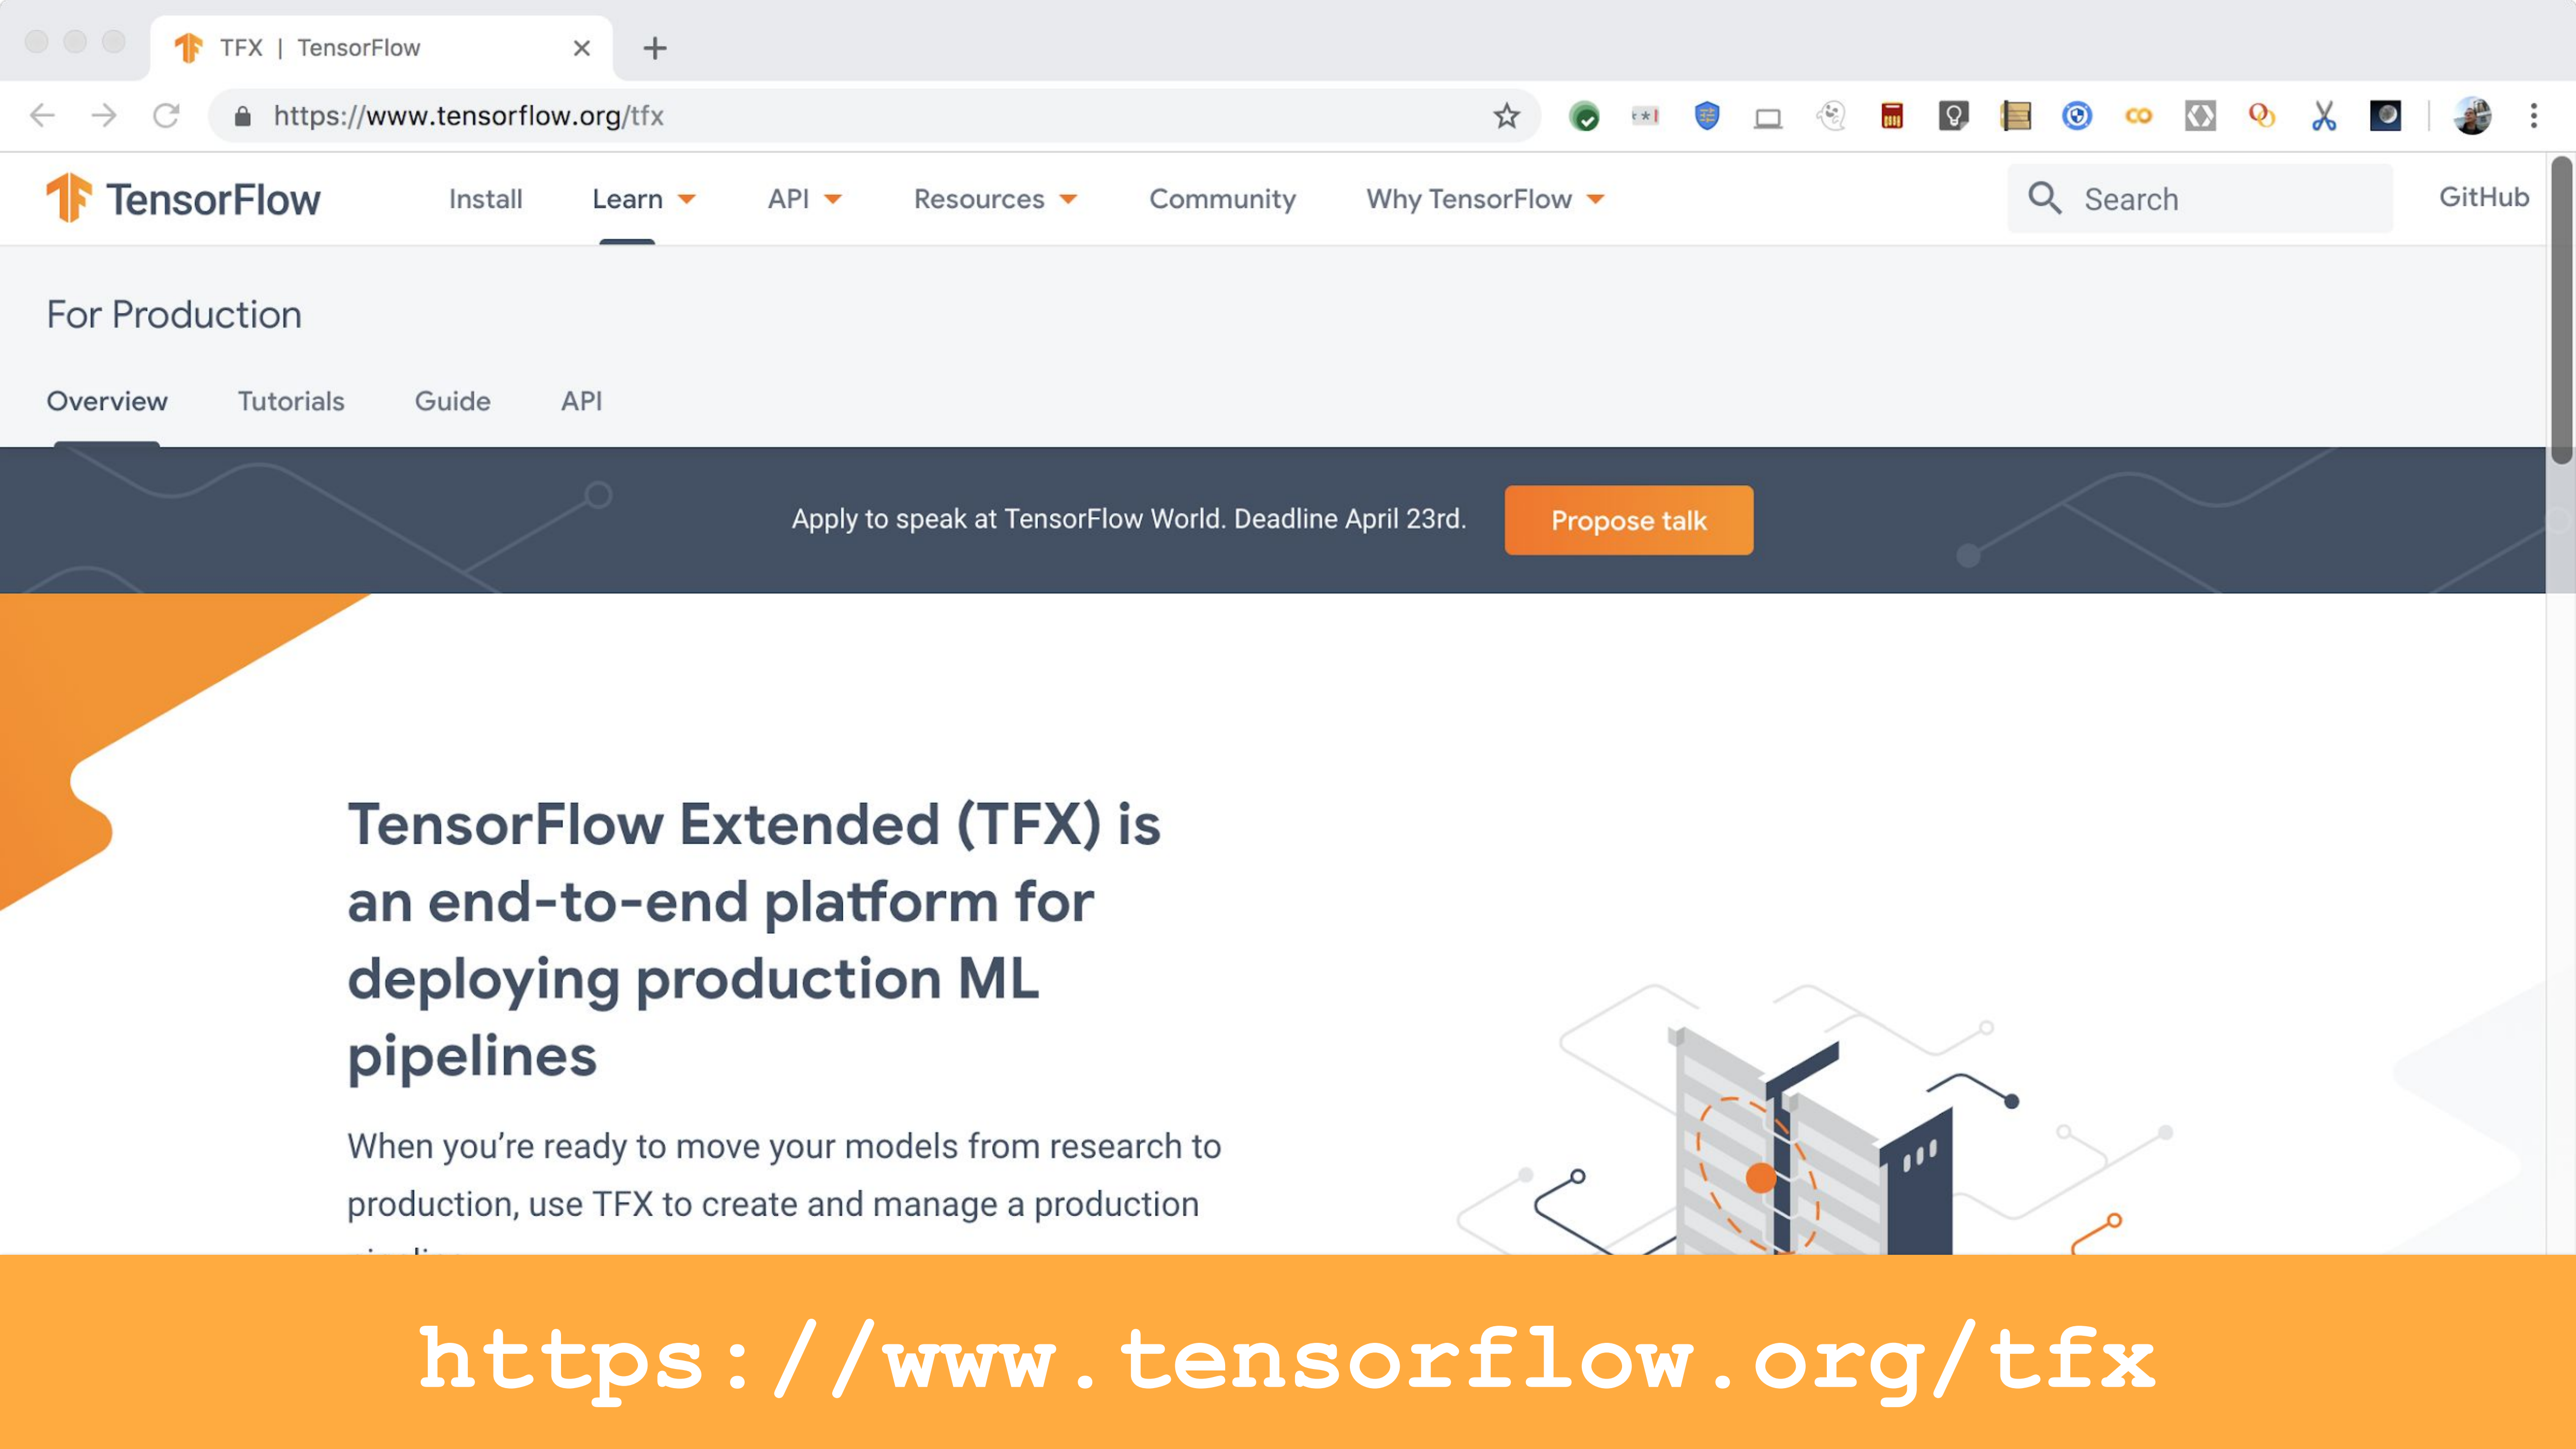 TFX | TensorFlow
https://www.tensorflow.org/tfx
TensorFlow Install Learn API Resources Community Why TensorFlow Search GitHub
For Production
Overview Tutorials Guide API
Apply to speak at TensorFlow World. Deadline April 23rd. Propose talk
TensorFlow Extended (TFX) is
an end-to-end platform for
deploying production ML
pipelines
When you’re ready to move your models from research to
production, use TFX to create and manage a production
https://www.tensorflow.org/tfx